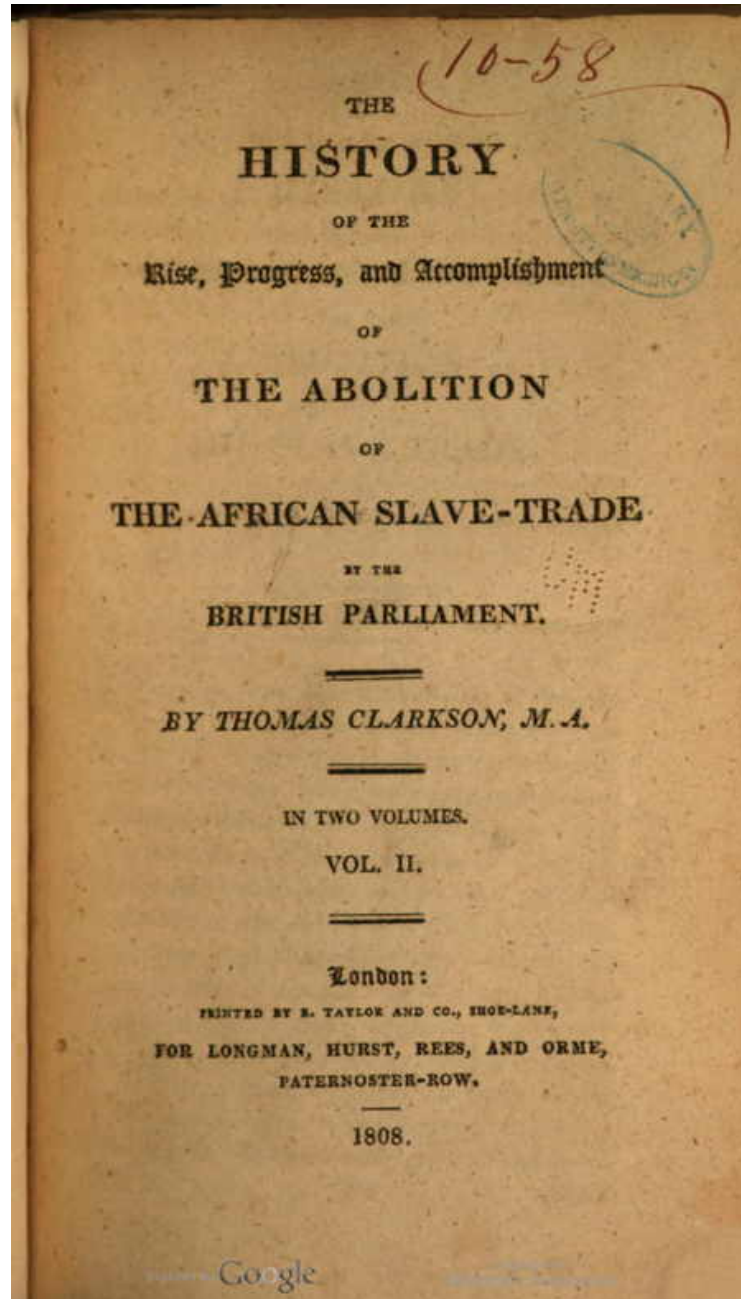 10-58
THE
HISTORY
OF THE
Rise, Progress, and Accomplishment
OF
THE ABOLITION
OF
THE AFRICAN SLAVE-TRADE
BY THE
BRITISH PARLIAMENT.
BY THOMAS CLARKSON, M.A.
IN TWO VOLUMES.
VOL. II.
London:
PRINTED BY R. TAYLOR AND CO., SHOE-LANE,
FOR LONGMAN, HURST, REES, AND ORME,
PATERNOSTER-ROW.
1808.
Google